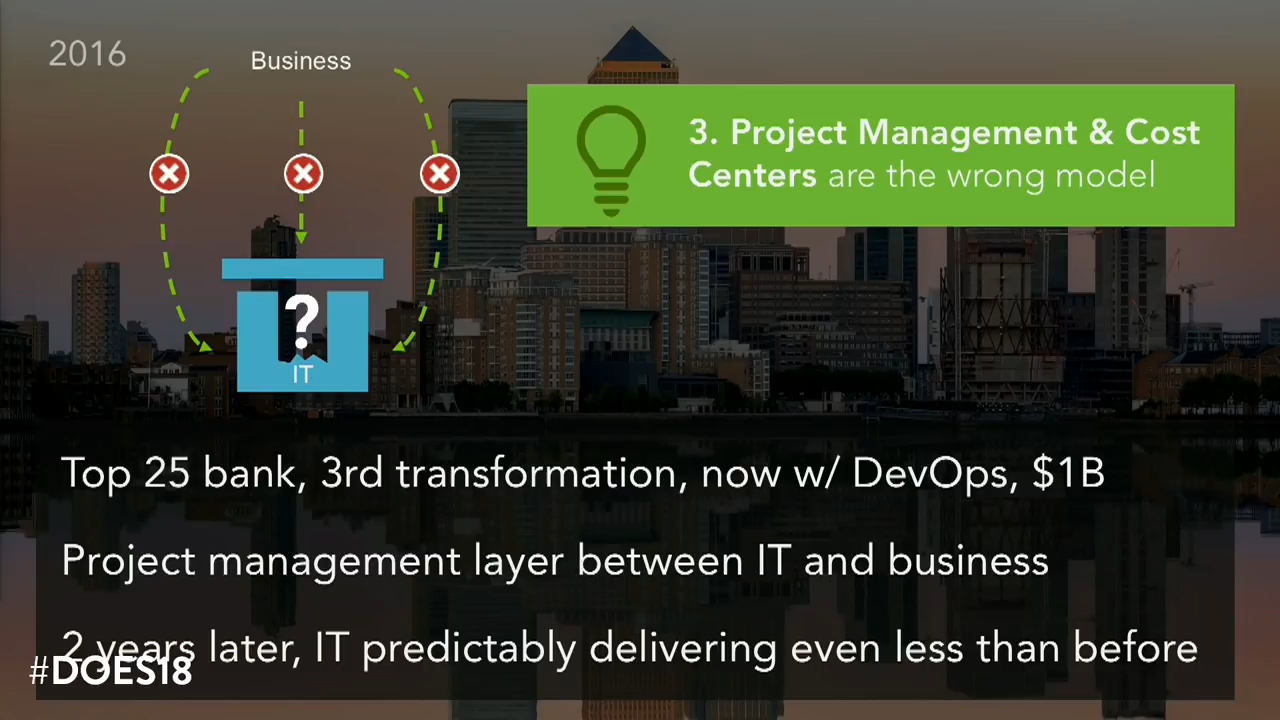 2016
Business
3. Project Management & Cost
Centers are the wrong model
?
IT
Top 25 bank, 3rd transformation, now w/ DevOps, $1B
Project management layer between IT and business
2 years later, IT predictably delivering even less than before
#DOES18